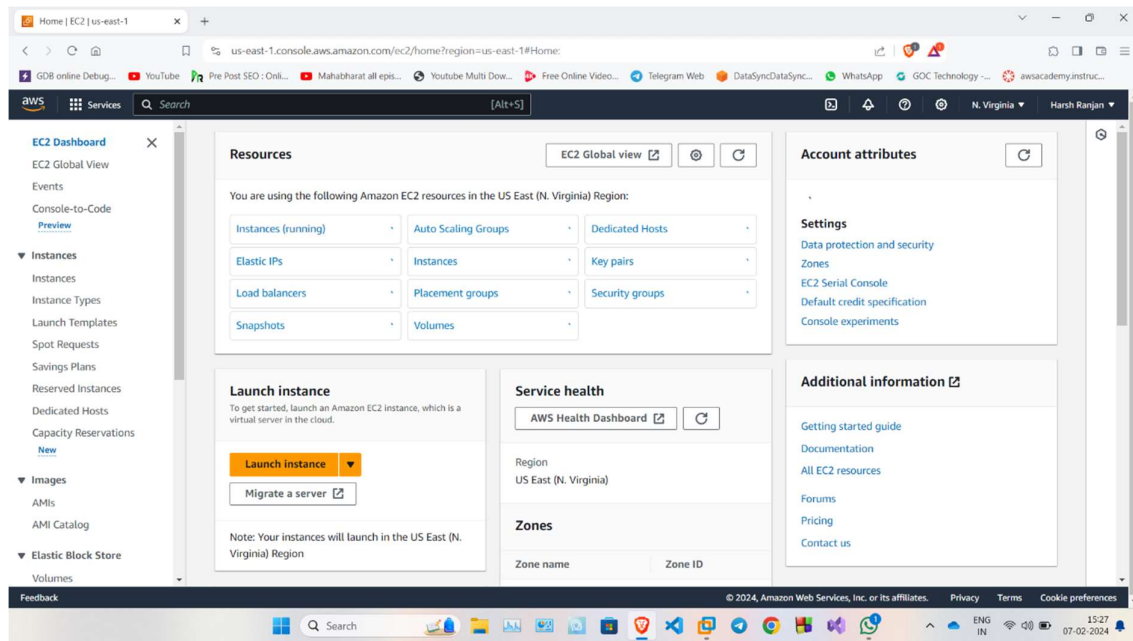 Home | EC2 | us-east-1
us-east-1.console.aws.amazon.com/ec2/home?region=us-east-1#Home:
GDB online Debug... YouTube Pre Post SEO : Onli... Mahabharat all epis... Youtube Multi Dow... Free Online Video... Telegram Web DataSyncDataSync... WhatsApp GOC Technology -... awsacademy.instruc...
aws Services Search [Alt+S] N. Virginia Harsh Ranjan
EC2 Dashboard
EC2 Global View
Events
Console-to-Code
Preview
Instances
Instances
Instance Types
Launch Templates
Spot Requests
Savings Plans
Reserved Instances
Dedicated Hosts
Capacity Reservations
New
Images
AMIs
AMI Catalog
Elastic Block Store
Volumes
Resources
EC2 Global view
You are using the following Amazon EC2 resources in the US East (N. Virginia) Region:
Instances (running) Auto Scaling Groups Dedicated Hosts
Elastic IPs Instances Key pairs
Load balancers Placement groups Security groups
Snapshots Volumes
Launch instance
To get started, launch an Amazon EC2 instance, which is a
virtual server in the cloud.
Launch instance
Migrate a server
Note: Your instances will launch in the US East (N.
Virginia) Region
Service health
AWS Health Dashboard
Region
US East (N. Virginia)
Zones
Zone name Zone ID
Account attributes
Settings
Data protection and security
Zones
EC2 Serial Console
Default credit specification
Console experiments
Additional information
Getting started guide
Documentation
All EC2 resources
Forums
Pricing
Contact us
Feedback © 2024, Amazon Web Services, Inc. or its affiliates. Privacy Terms Cookie preferences
Search
ENG
IN
15:27
07-02-2024